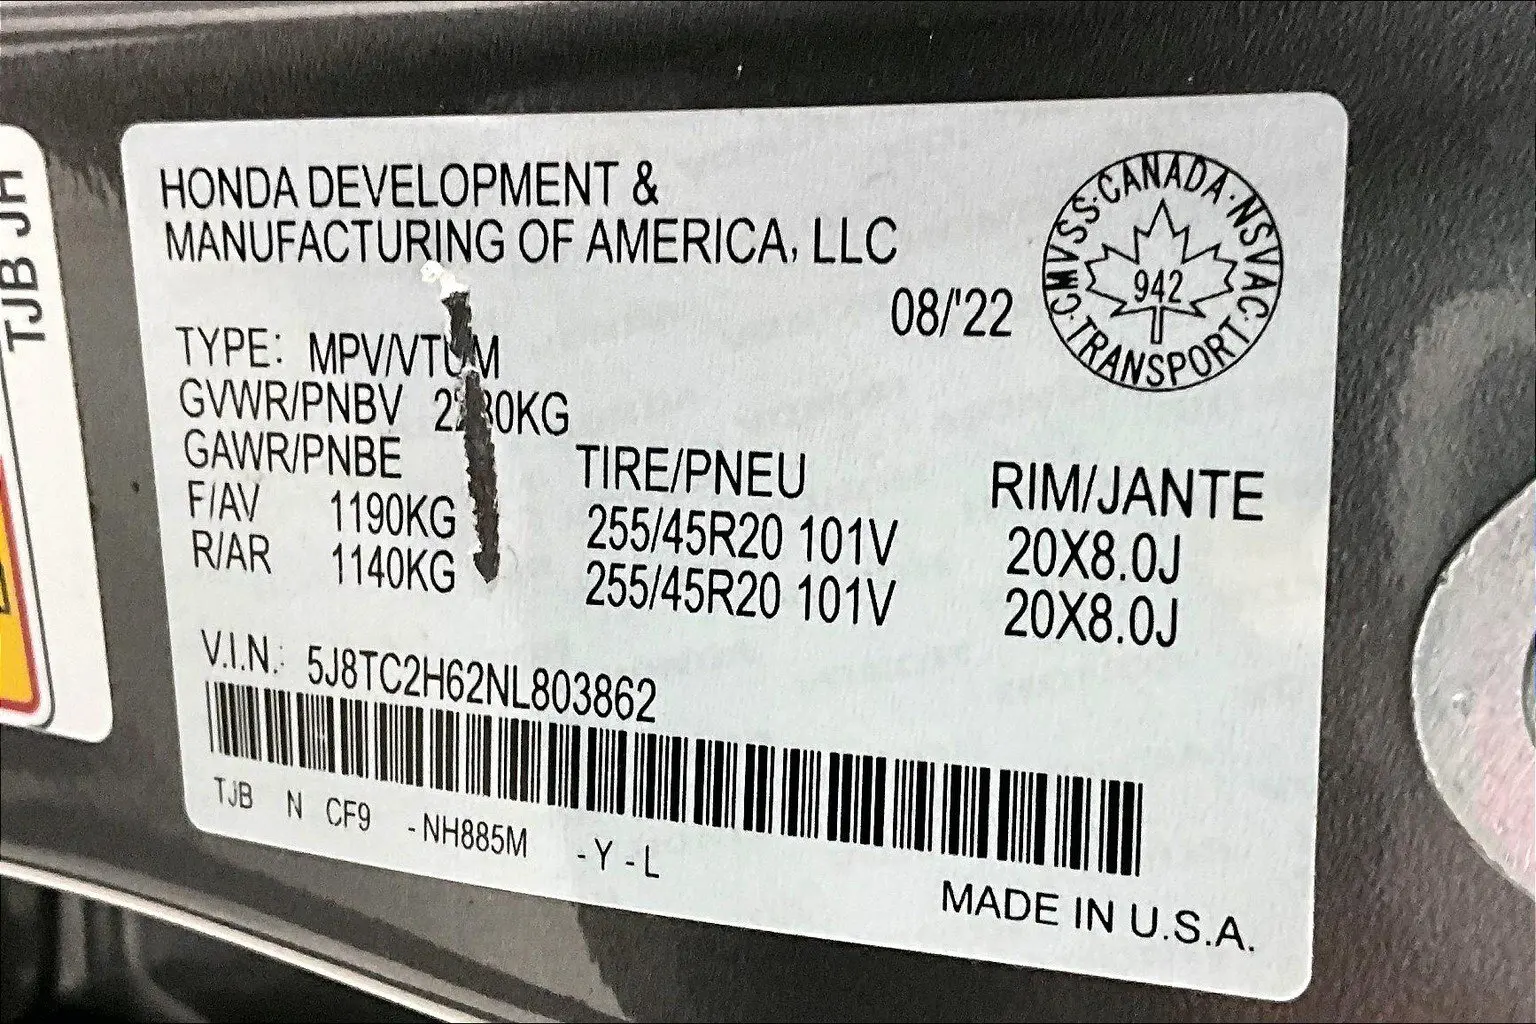 TJB JH
HONDA DEVELOPMENT &
MANUFACTURING OF AMERICA, LLC
08/'22
CMVSS·CANADA·NSVAC·TRANSPORT
942
TYPE: MPV/VTUM
GVWR/PNBV
GAWR/PNBE TIRE/PNEU RIM/JANTE
F/AV 1190KG 255/45R20 101V 20X8.0J
R/AR 1140KG 255/45R20 101V 20X8.0J
V.I.N.: 5J8TC2H62NL803862
TJB N CF9 -NH885M -Y-L
MADE IN U.S.A.